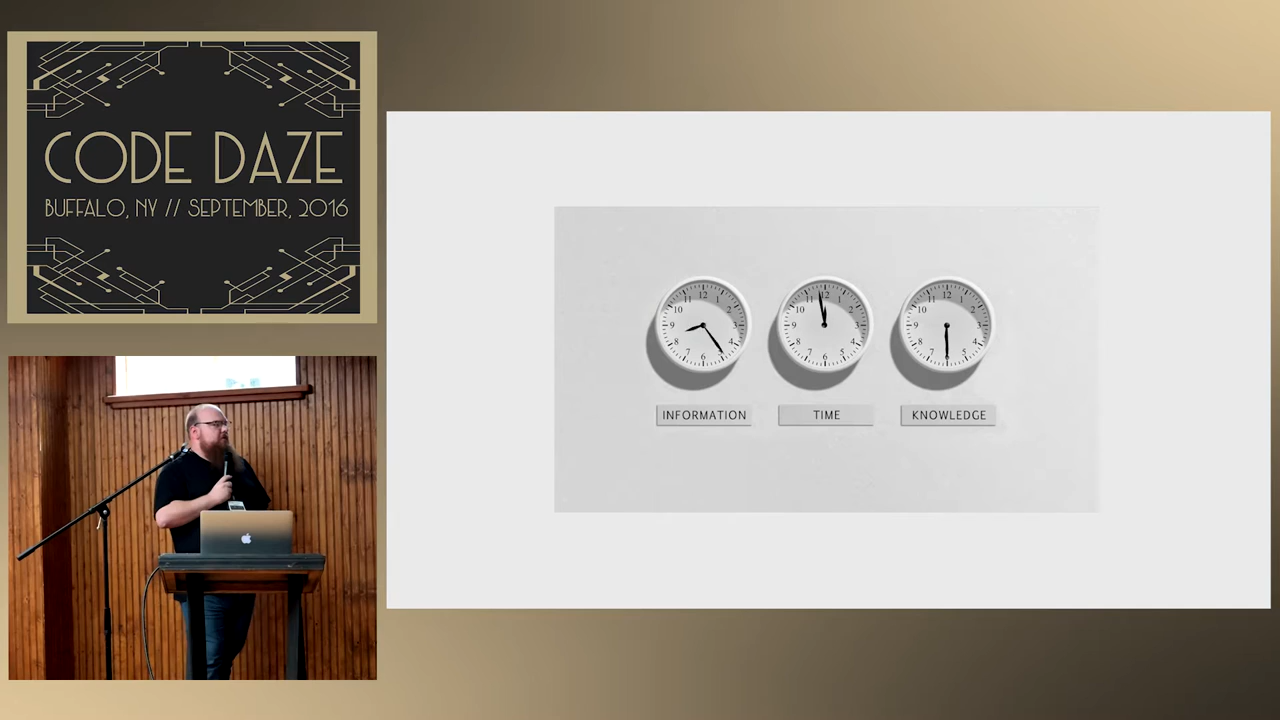 CODE DAZE
BUFFALO, NY // SEPTEMBER, 2016
INFORMATION
TIME
KNOWLEDGE